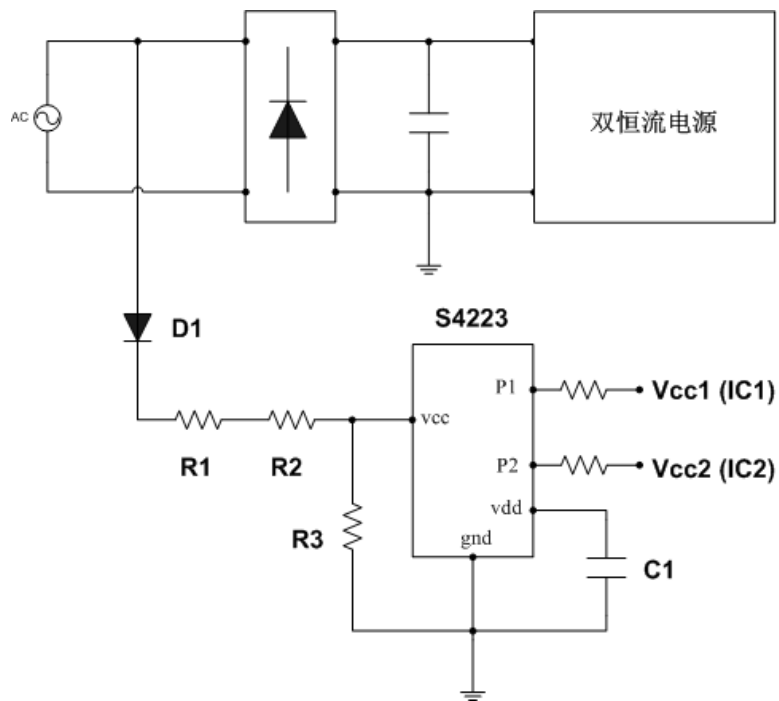 AC
双恒流电源
D1
S4223
P1
Vcc1 (IC1)
vcc
R1
R2
P2
Vcc2 (IC2)
vdd
R3
gnd
C1